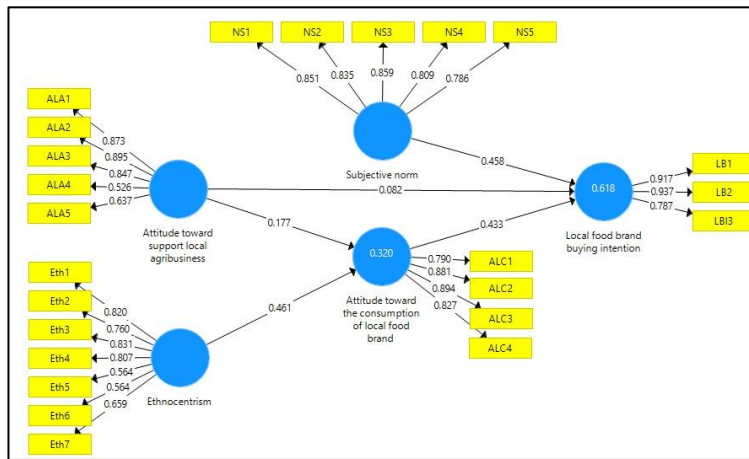 NS1 NS2 NS3 NS4 NS5
0.851 0.835 0.859 0.809 0.786
Subjective norm
ALA1
ALA2
ALA3
ALA4
ALA5
0.873
0.895
0.847
0.526
0.637
Attitude toward
support local
agribusiness
0.458
0.082
0.177
0.433
0.618
Local food brand
buying intention
0.917
0.937
0.787
LB1
LB2
LBI3
0.320
Attitude toward
the consumption
of local food
brand
0.790
0.881
0.894
0.827
ALC1
ALC2
ALC3
ALC4
0.461
Eth1
Eth2
Eth3
Eth4
Eth5
Eth6
Eth7
0.820
0.760
0.831
0.807
0.564
0.564
0.659
Ethnocentrism